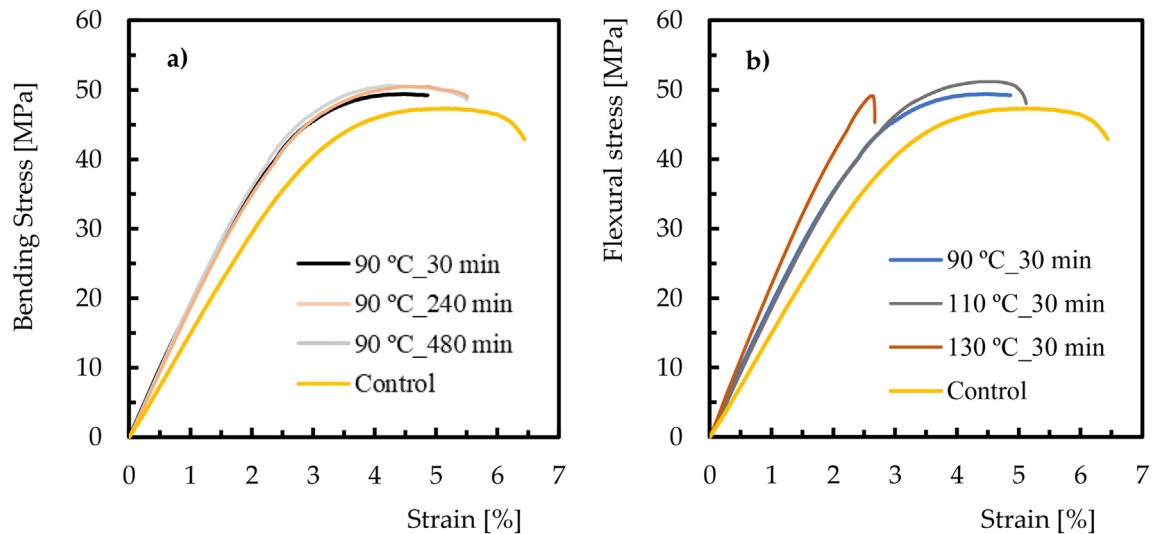 a)
Bending Stress [MPa]
60
50
40
30
20
10
0
0 1 2 3 4 5 6 7
Strain [%]
90 ºC_30 min
90 ºC_240 min
90 ºC_480 min
Control
b)
Flexural stress [MPa]
60
50
40
30
20
10
0
0 1 2 3 4 5 6 7
Strain [%]
90 ºC_30 min
110 ºC_30 min
130 ºC_30 min
Control